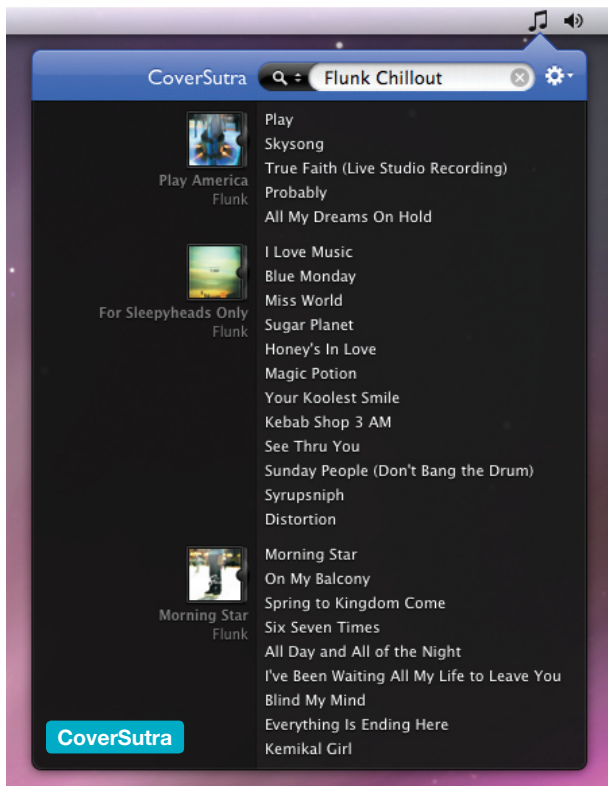 CoverSutra
Flunk Chillout
Play America
Flunk
Play
Skysong
True Faith (Live Studio Recording)
Probably
All My Dreams On Hold
For Sleepyheads Only
Flunk
I Love Music
Blue Monday
Miss World
Sugar Planet
Honey's In Love
Magic Potion
Your Koolest Smile
Kebab Shop 3 AM
See Thru You
Sunday People (Don't Bang the Drum)
Syrupsniph
Distortion
Morning Star
Flunk
Morning Star
On My Balcony
Spring to Kingdom Come
Six Seven Times
All Day and All of the Night
I've Been Waiting All My Life to Leave You
Blind My Mind
Everything Is Ending Here
Kemikal Girl
CoverSutra